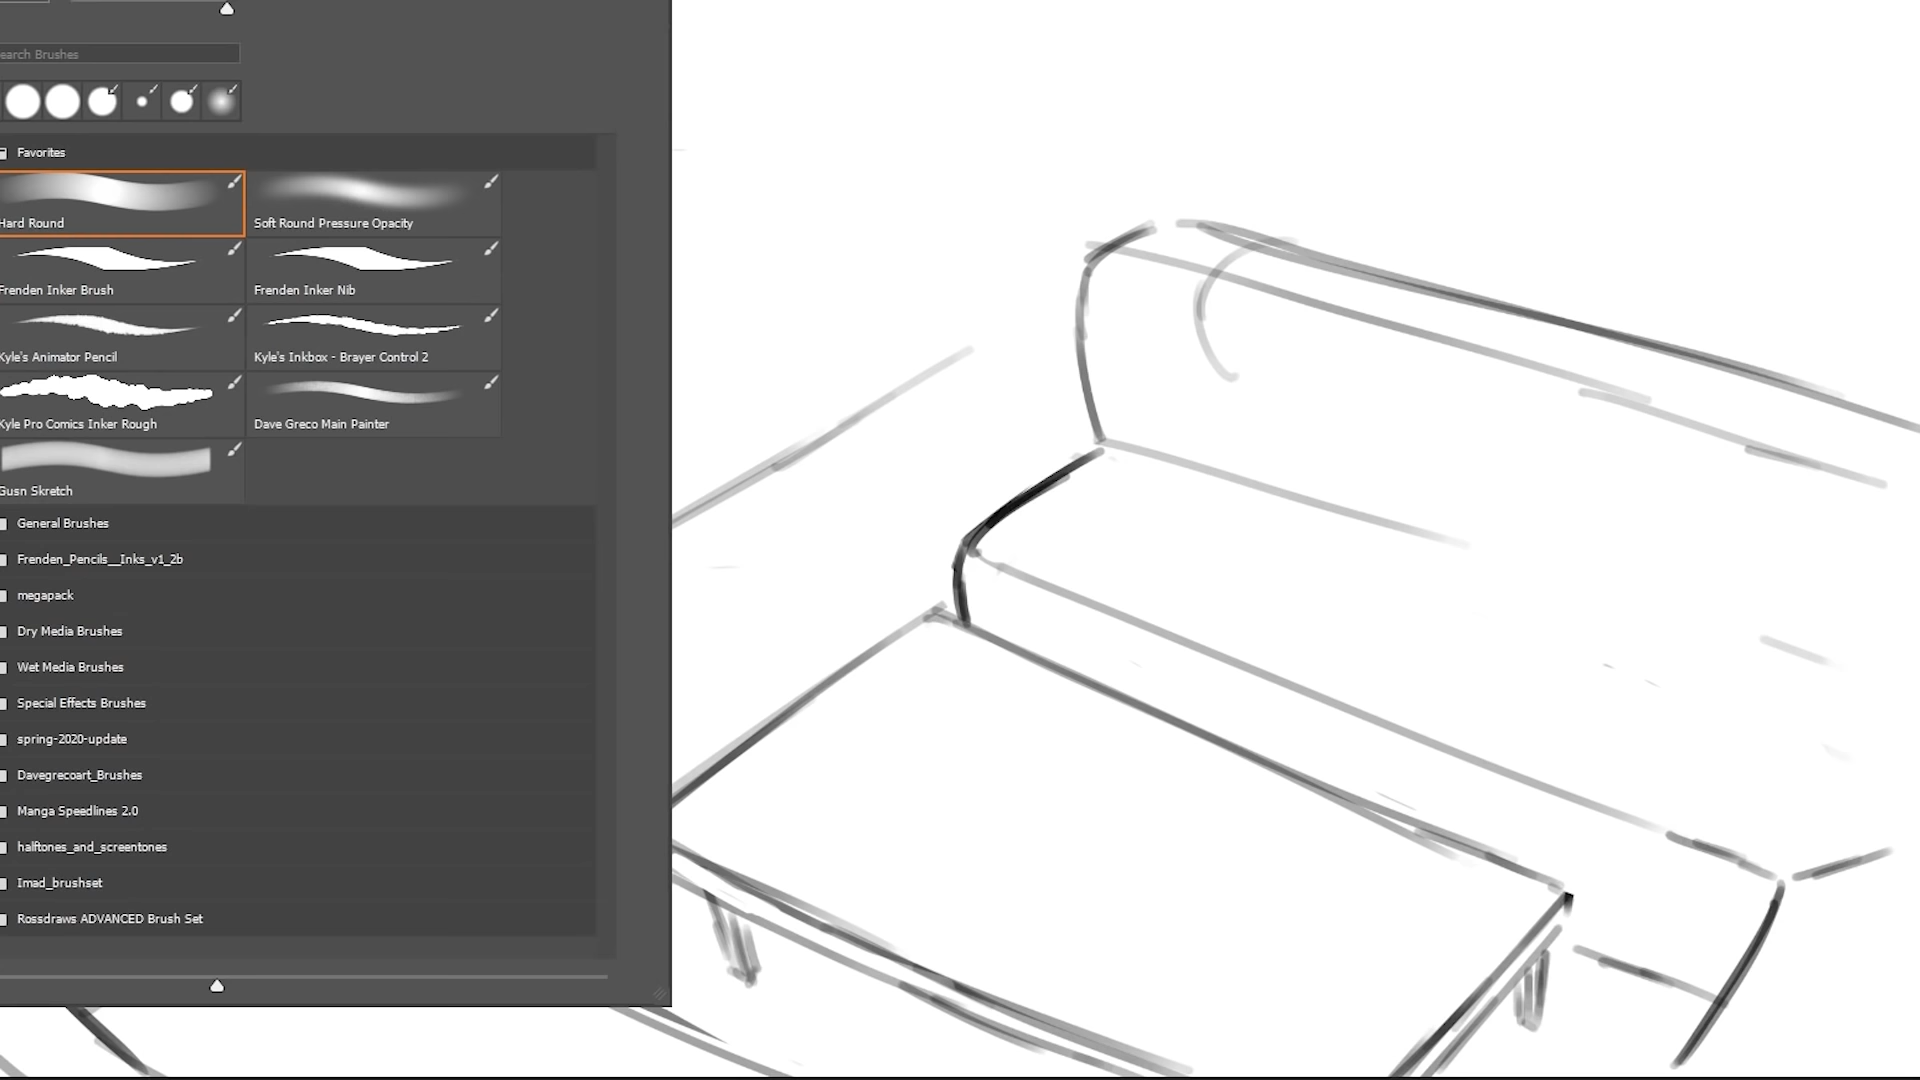 earch Brushes
Favorites
Hard Round
Soft Round Pressure Opacity
Frenden Inker Brush
Frenden Inker Nib
Kyle's Animator Pencil
Kyle's Inkbox - Brayer Control 2
Kyle Pro Comics Inker Rough
Dave Greco Main Painter
Gusn Skretch
General Brushes
Frenden_Pencils__Inks_v1_2b
megapack
Dry Media Brushes
Wet Media Brushes
Special Effects Brushes
spring-2020-update
Davegrecoart_Brushes
Manga Speedlines 2.0
halftones_and_screentones
Imad_brushset
Rossdraws ADVANCED Brush Set